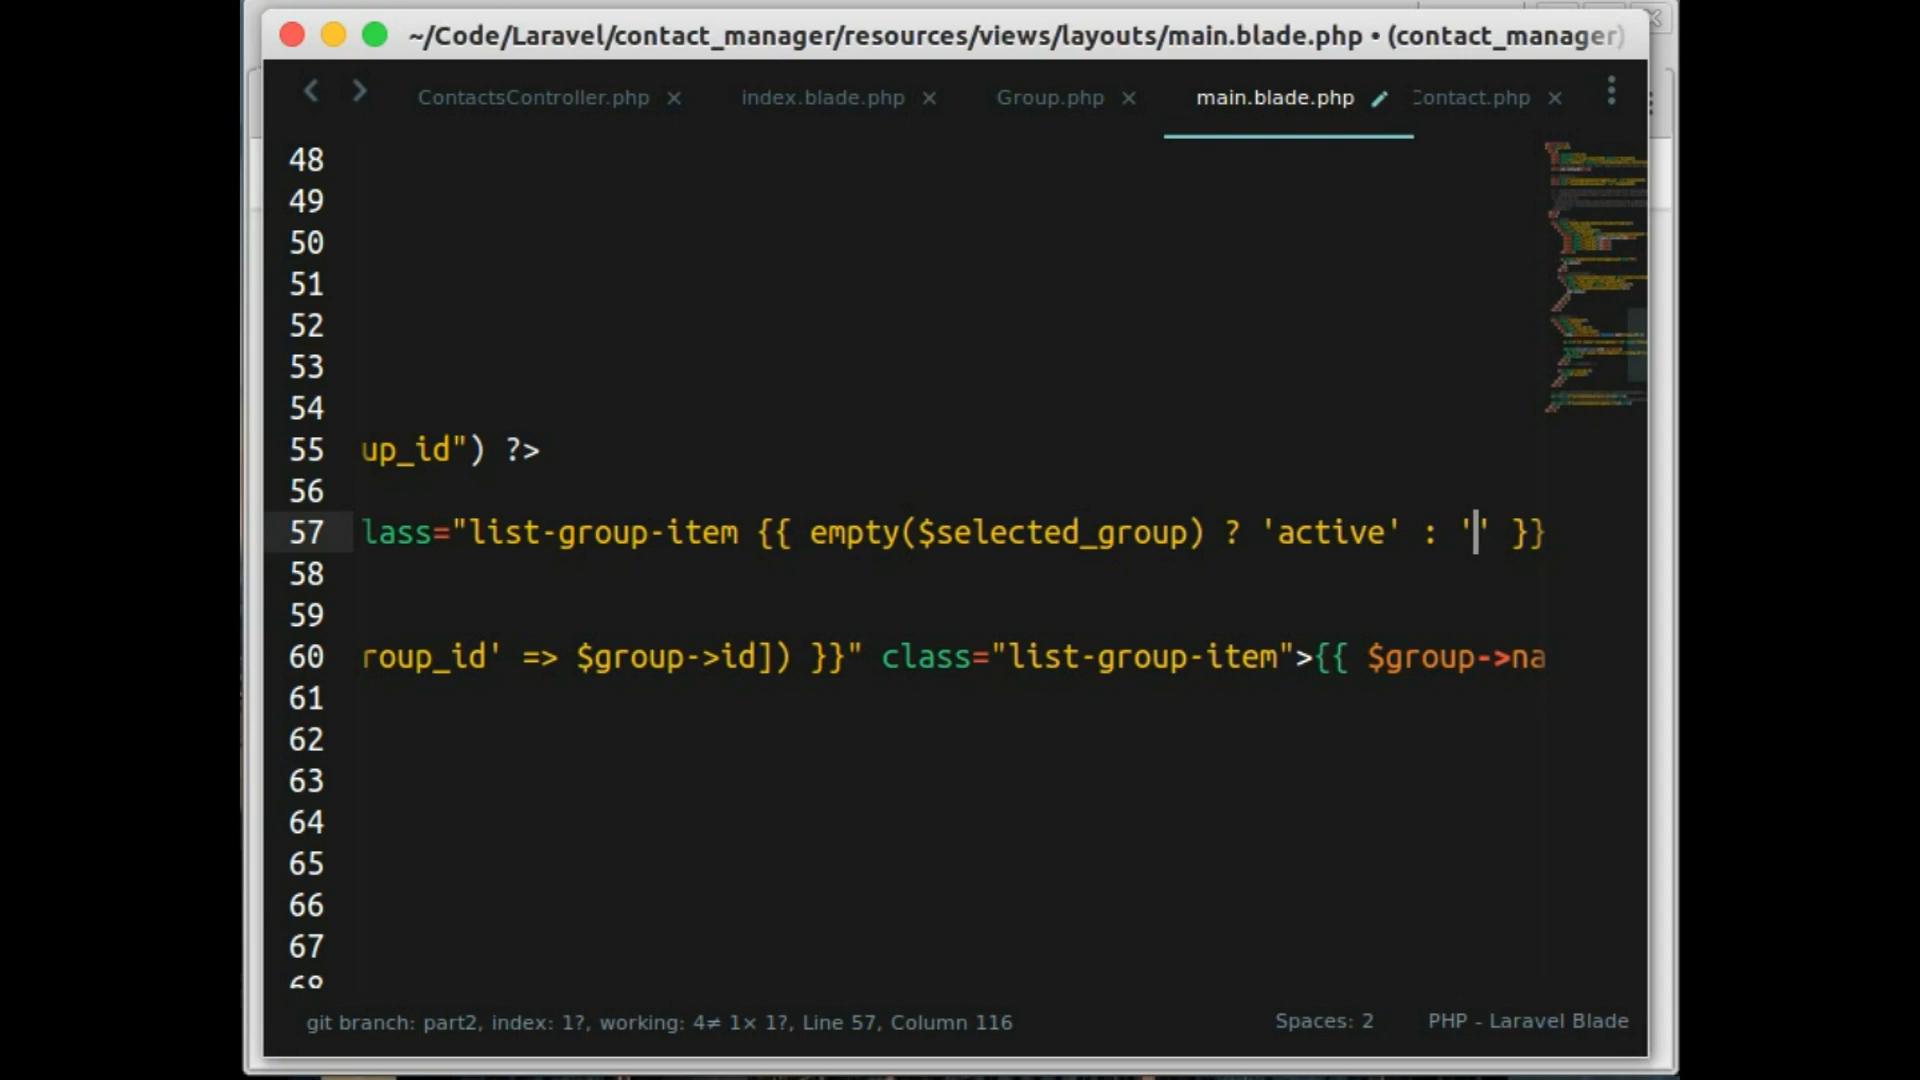 ~/Code/Laravel/contact_manager/resources/views/layouts/main.blade.php • (contact_manager)
ContactsController.php × index.blade.php × Group.php × main.blade.php Contact.php ×
48
49
50
51
52
53
54
55 up_id") ?>
56
57 lass="list-group-item {{ empty($selected_group) ? 'active' : '' }}
58
59
60 roup_id' => $group->id]) }}" class="list-group-item">{{ $group->na
61
62
63
64
65
66
67
68
git branch: part2, index: 1?, working: 4≠ 1× 1?, Line 57, Column 116
Spaces: 2 PHP - Laravel Blade